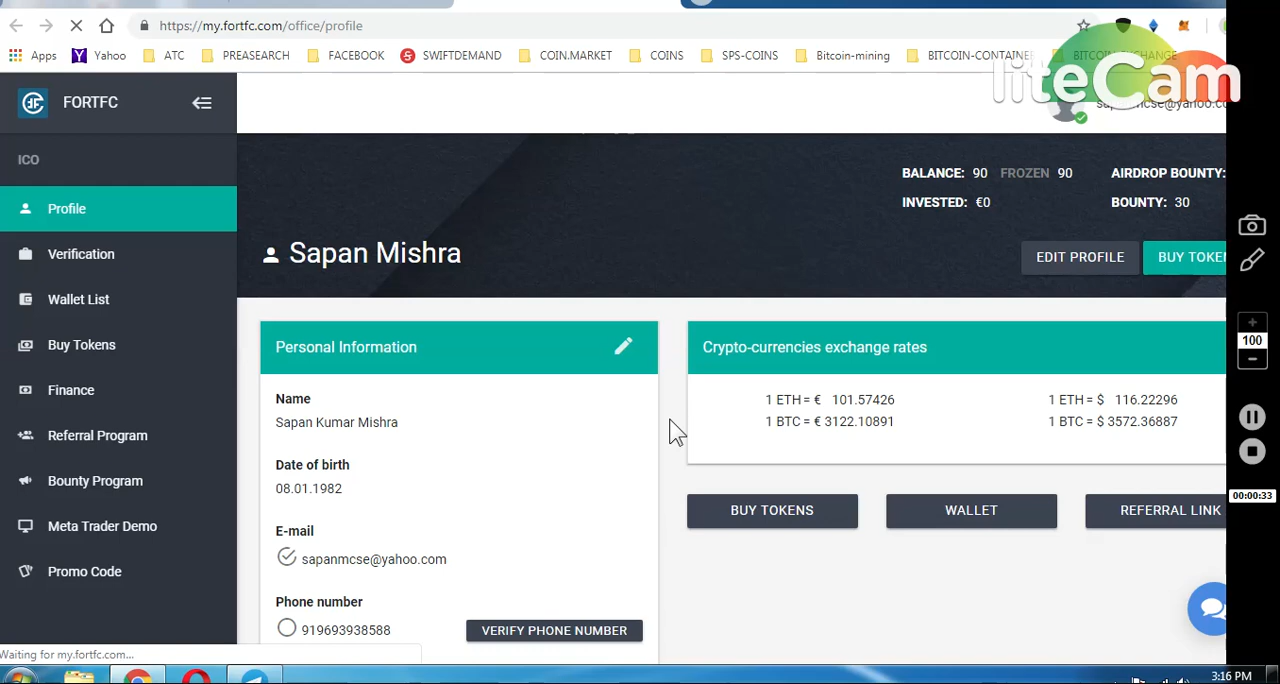 https://my.fortfc.com/office/profile
Apps Yahoo ATC PREASEARCH FACEBOOK SWIFTDEMAND COIN.MARKET COINS SPS-COINS Bitcoin-mining BITCOIN-CONTAINE BITCOIN-EXCHANGE
liteCam
FORTFC
ICO
Profile
Verification
Wallet List
Buy Tokens
Finance
Referral Program
Bounty Program
Meta Trader Demo
Promo Code
BALANCE: 90 FROZEN 90 AIRDROP BOUNTY:
INVESTED: €0 BOUNTY: 30
Sapan Mishra
EDIT PROFILE BUY TOKEN
Personal Information
Name
Sapan Kumar Mishra
Date of birth
08.01.1982
E-mail
sapanmcse@yahoo.com
Phone number
919693938588 VERIFY PHONE NUMBER
Crypto-currencies exchange rates
1 ETH = € 101.57426 1 ETH = $ 116.22296
1 BTC = € 3122.10891 1 BTC = $ 3572.36887
BUY TOKENS WALLET REFERRAL LINK
100
00:00:33
Waiting for my.fortfc.com...
3:16 PM